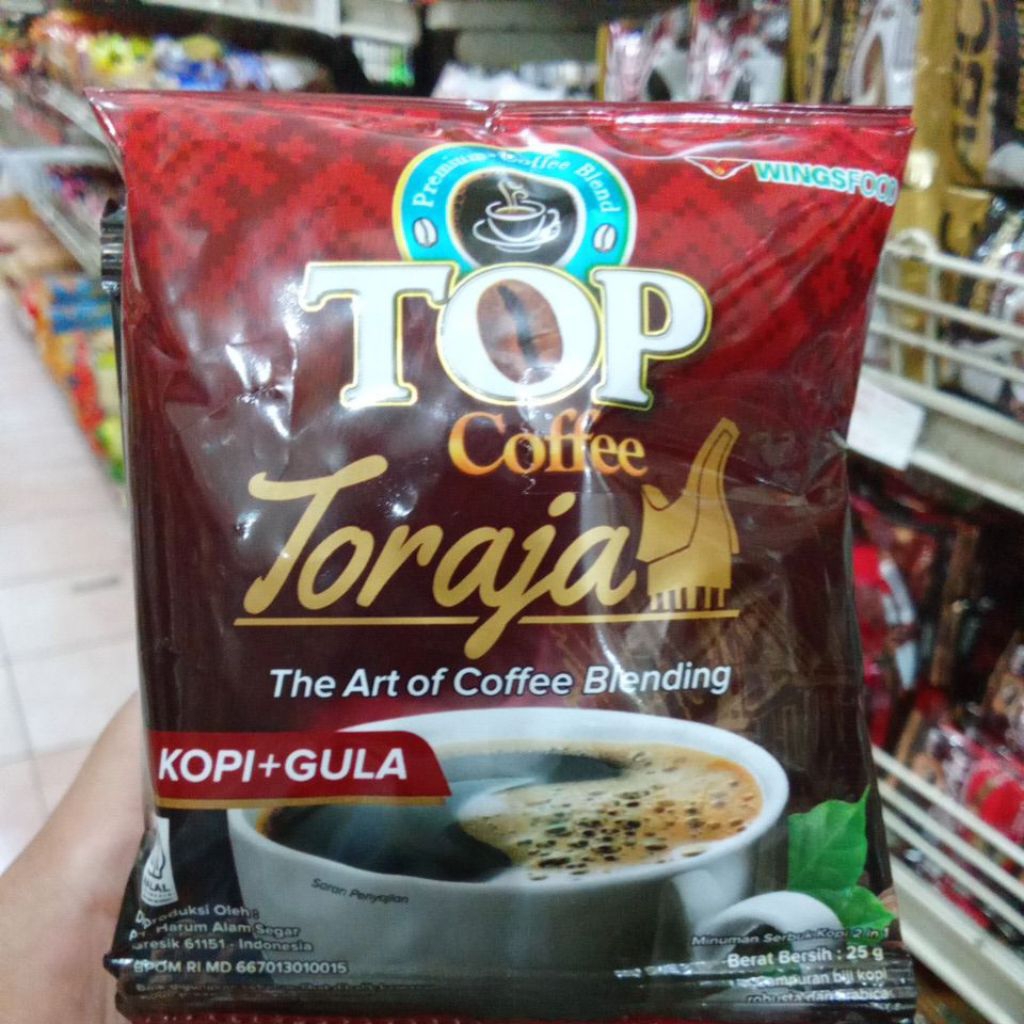 Premium Coffee Blend
WINGSFOOD
TOP
Coffee
Toraja
The Art of Coffee Blending
KOPI+GULA
HALAL
Saran Penyajian
Diproduksi Oleh :
Harum Alam Segar
Gresik 61151 - Indonesia
BPOM RI MD 667013010015
Minuman Serbuk Kopi 2 in 1
Berat Bersih : 25 g
Campuran biji kopi
robusta dan arabica